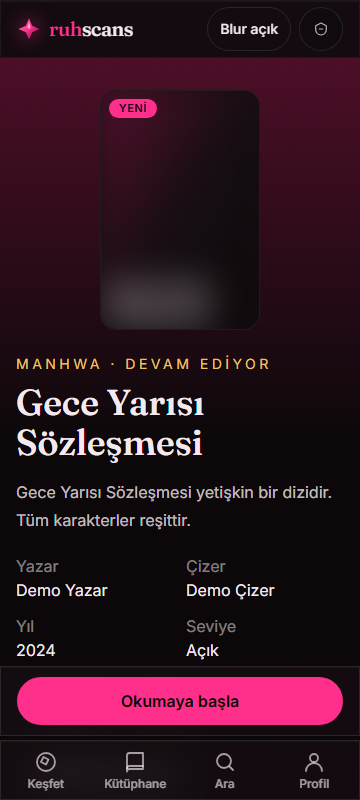 ruhscans
Blur açık
YENİ
MANHWA · DEVAM EDİYOR
Gece Yarısı
Sözleşmesi
Gece Yarısı Sözleşmesi yetişkin bir dizidir.
Tüm karakterler reşittir.
Yazar Çizer
Demo Yazar Demo Çizer
Yıl Seviye
2024 Açık
Okumaya başla
Keşfet Kütüphane Ara Profil